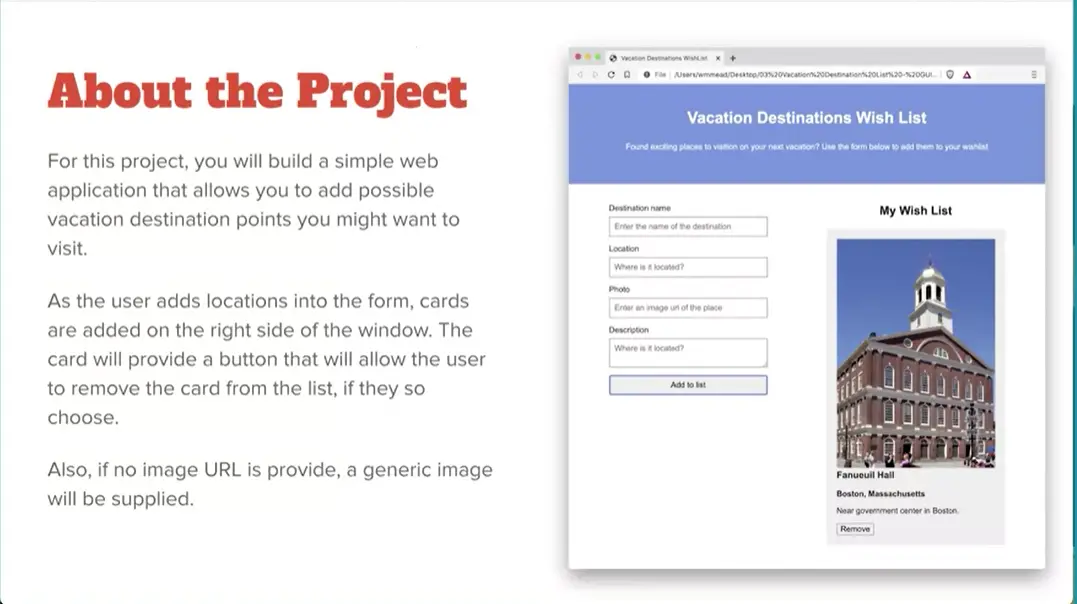 About the Project
For this project, you will build a simple web
application that allows you to add possible
vacation destination points you might want to
visit.
As the user adds locations into the form, cards
are added on the right side of the window. The
card will provide a button that will allow the user
to remove the card from the list, if they so
choose.
Also, if no image URL is provide, a generic image
will be supplied.
Vacation Destinations WishList
File /Users/wmmead/Desktop/03%20Vacation%20Destination%20List%20-%20GUI...
Vacation Destinations Wish List
Found exciting places to visition on your next vacation? Use the form below to add them to your wishlist
Destination name
Enter the name of the destination
Location
Where is it located?
Photo
Enter an image url of the place
Description
Where is it located?
Add to list
My Wish List
Fanueuil Hall
Boston, Massachusetts
Near government center in Boston.
Remove